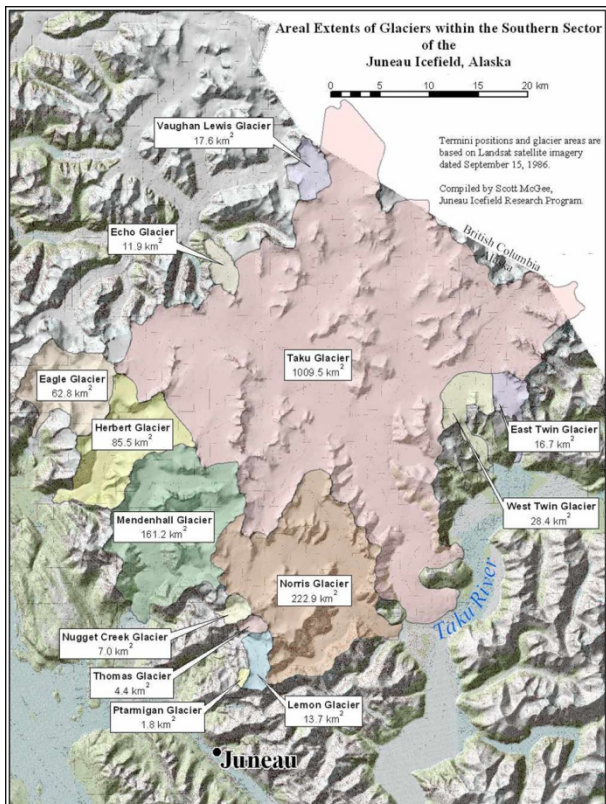 Areal Extents of Glaciers within the Southern Sector
of the
Juneau Icefield, Alaska
0 5 10 15 20 km
Termini positions and glacier areas are
based on Landsat satellite imagery
dated September 15, 1986.
Compiled by Scott McGee,
Juneau Icefield Research Program.
Vaughan Lewis Glacier
17.6 km²
Echo Glacier
11.9 km²
British Columbia
Alaska
Taku Glacier
1009.5 km²
Eagle Glacier
62.8 km²
Herbert Glacier
85.5 km²
East Twin Glacier
16.7 km²
Mendenhall Glacier
161.2 km²
West Twin Glacier
28.4 km²
Norris Glacier
222.9 km²
Taku River
Nugget Creek Glacier
7.0 km²
Thomas Glacier
4.4 km²
Ptarmigan Glacier
1.8 km²
Lemon Glacier
13.7 km²
Juneau